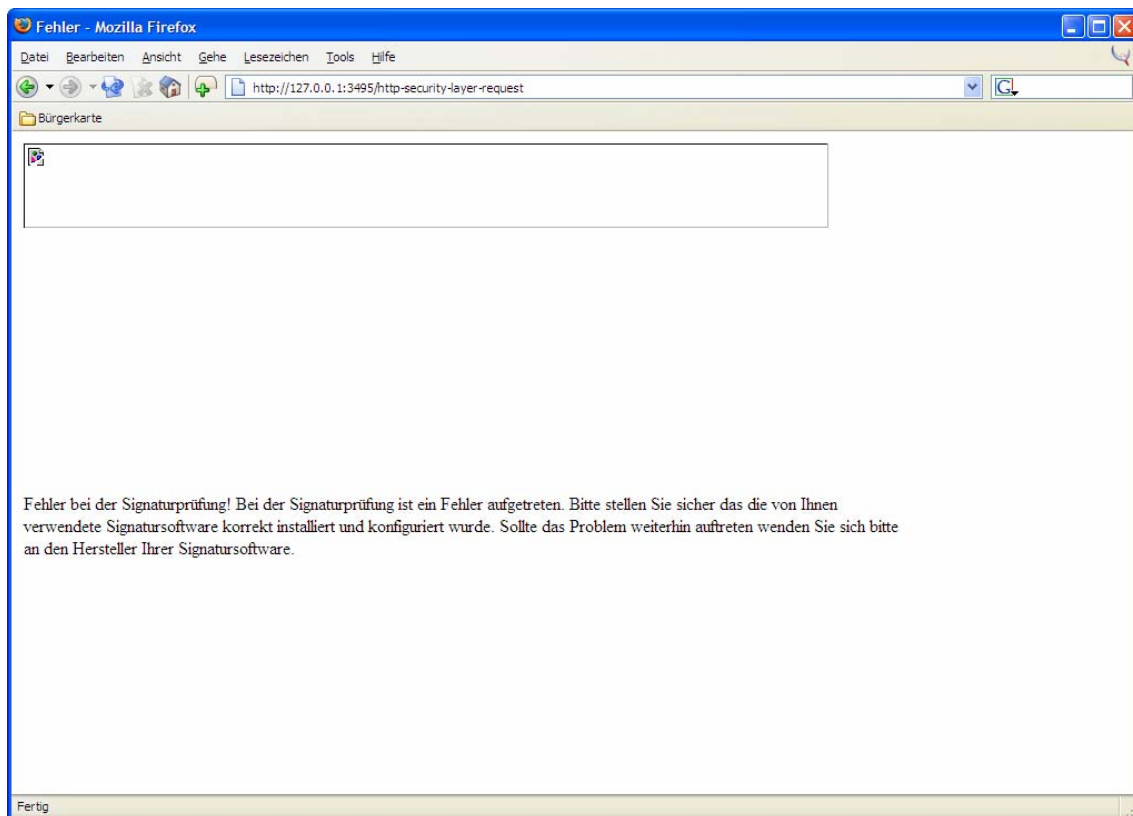 Fehler - Mozilla Firefox
Datei Bearbeiten Ansicht Gehe Lesezeichen Tools Hilfe
http://127.0.0.1:3495/http-security-layer-request
G
Bürgerkarte
Fehler bei der Signaturprüfung! Bei der Signaturprüfung ist ein Fehler aufgetreten. Bitte stellen Sie sicher das die von Ihnen
verwendete Signatursoftware korrekt installiert und konfiguriert wurde. Sollte das Problem weiterhin auftreten wenden Sie sich bitte
an den Hersteller Ihrer Signatursoftware.
Fertig